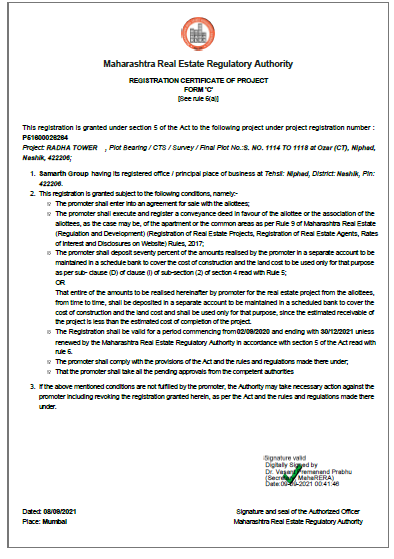 Maharashtra Real Estate Regulatory Authority
REGISTRATION CERTIFICATE OF PROJECT
FORM 'C'
[See rule 6(a)]
This registration is granted under section 5 of the Act to the following project under project registration number :
P51600026264
Project: RADHA TOWER , Plot Bearing / CTS / Survey / Final Plot No.:S. NO. 1114 TO 1118 at Ozar (CT), Niphad,
Nashik, 422206;
1. Samarth Group having its registered office / principal place of business at Tehsil: Niphad, District: Nashik, Pin:
422206.
2. This registration is granted subject to the following conditions, namely:-
The promoter shall enter into an agreement for sale with the allottees;
The promoter shall execute and register a conveyance deed in favour of the allottee or the association of the
allottees, as the case may be, of the apartment or the common areas as per Rule 9 of Maharashtra Real Estate
(Regulation and Development) (Registration of Real Estate Projects, Registration of Real Estate Agents, Rates
of Interest and Disclosures on Website) Rules, 2017;
The promoter shall deposit seventy percent of the amounts realised by the promoter in a separate account to be
maintained in a schedule bank to cover the cost of construction and the land cost to be used only for that purpose
as per sub- clause (D) of clause (l) of sub-section (2) of section 4 read with Rule 5;
OR
That entire of the amounts to be realised hereinafter by promoter for the real estate project from the allottees,
from time to time, shall be deposited in a separate account to be maintained in a scheduled bank to cover the
cost of construction and the land cost and shall be used only for that purpose, since the estimated receivable of
the project is less than the estimated cost of completion of the project.
The Registration shall be valid for a period commencing from 02/09/2020 and ending with 30/12/2021 unless
renewed by the Maharashtra Real Estate Regulatory Authority in accordance with section 5 of the Act read with
rule 6.
The promoter shall comply with the provisions of the Act and the rules and regulations made there under;
That the promoter shall take all the pending approvals from the competent authorities
3. If the above mentioned conditions are not fulfilled by the promoter, the Authority may take necessary action against the
promoter including revoking the registration granted herein, as per the Act and the rules and regulations made there
under.
Signature valid
Digitally Signed by
Dr. Vasant Premanand Prabhu
(Secretary, MahaRERA)
Date:09-09-2021 00:41:46
Dated: 08/09/2021
Place: Mumbai
Signature and seal of the Authorized Officer
Maharashtra Real Estate Regulatory Authority